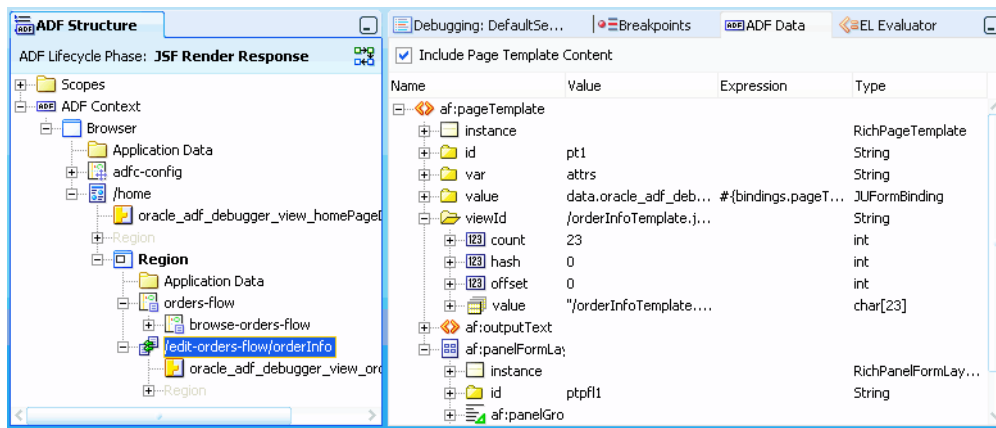 ADF Structure
ADF Lifecycle Phase: JSF Render Response
Scopes
ADF Context
Browser
Application Data
adfc-config
/home
oracle_adf_debugger_view_homePage
Region
Region
Application Data
orders-flow
browse-orders-flow
/edit-orders-flow/orderInfo
oracle_adf_debugger_view_ord
Region
Debugging: DefaultSe... Breakpoints ADF Data EL Evaluator
Include Page Template Content
Name Value Expression Type
af:pageTemplate
instance RichPageTemplate
id pt1 String
var attrs String
value data.oracle_adf_deb... #{bindings.pageT... JUFormBinding
viewId /orderInfoTemplate.j... String
123 count 23 int
123 hash 0 int
123 offset 0 int
value "/orderInfoTemplate.... char[23]
af:outputText
af:panelFormLay
instance RichPanelFormLay...
id ptpfl1 String
af:panelGro